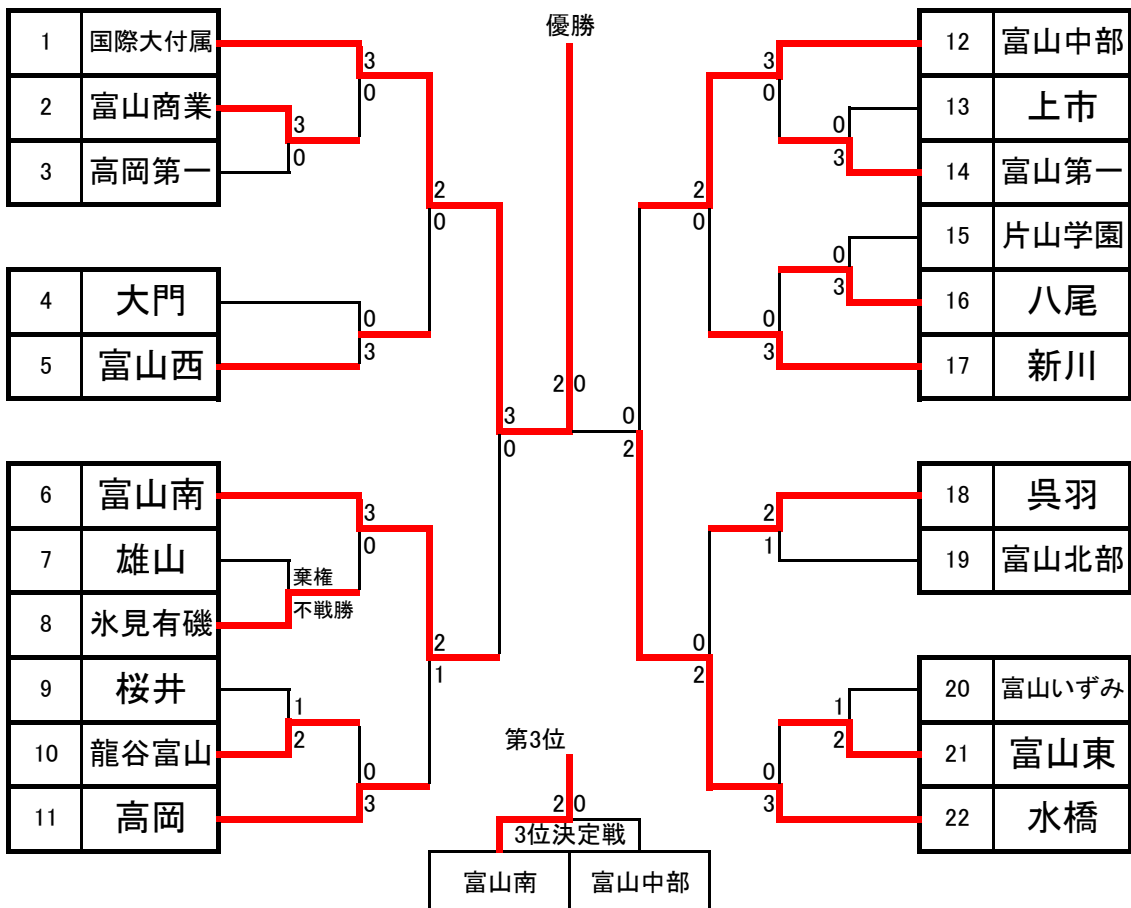 優勝
1 国際大付属
2 富山商業
3 高岡第一
4 大門
5 富山西
6 富山南
7 雄山
8 氷見有磯
9 桜井
10 龍谷富山
11 高岡
3
0
3
0
2
0
0
3
3
0
3
0
棄権
不戦勝
2
1
1
2
0
3
2 0
12 富山中部
13 上市
14 富山第一
15 片山学園
16 八尾
17 新川
18 呉羽
19 富山北部
20 富山いずみ
21 富山東
22 水橋
3
0
0
3
2
0
0
3
0
3
0
2
2
1
0
2
1
2
0
3
第3位
2 0
3位決定戦
富山南 富山中部